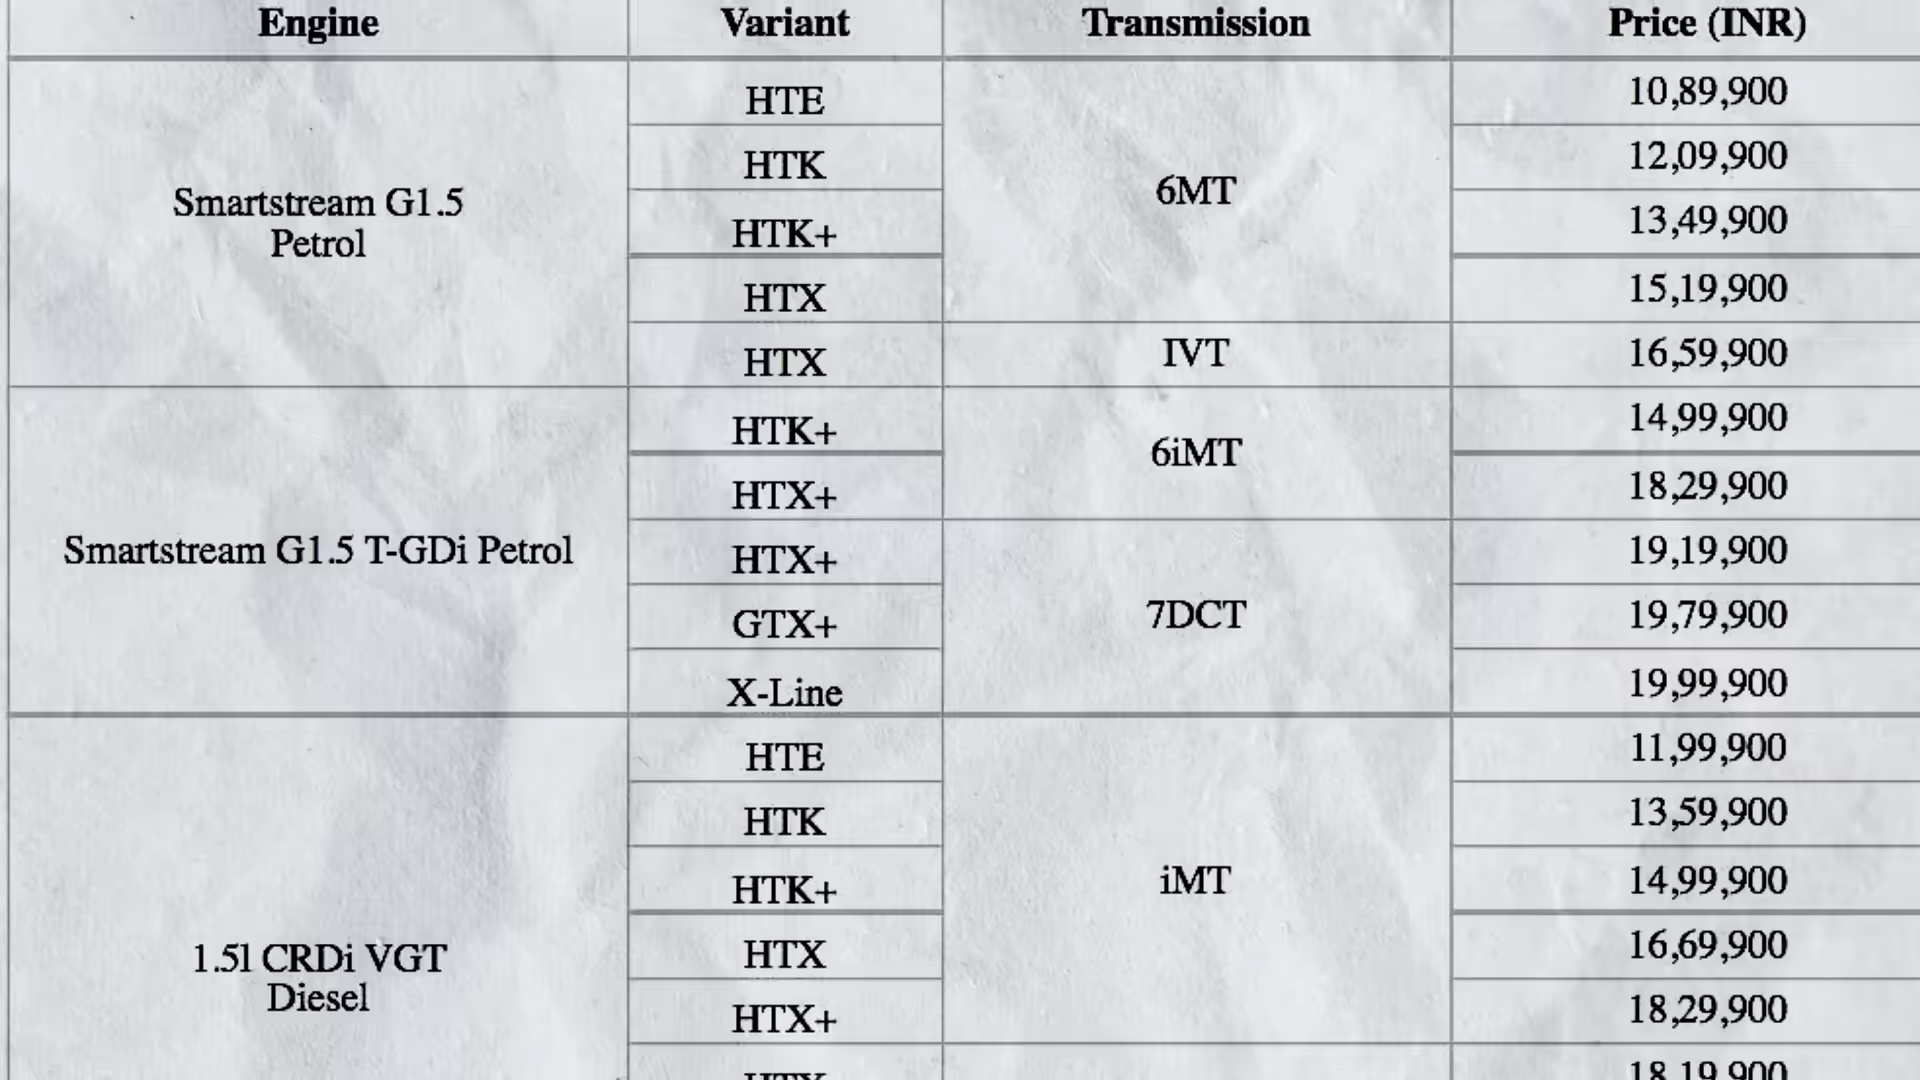 Engine Variant Transmission Price (INR)
Smartstream G1.5
Petrol
HTE 6MT 10,89,900
HTK 12,09,900
HTK+ 13,49,900
HTX 15,19,900
HTX IVT 16,59,900
Smartstream G1.5 T-GDi Petrol
HTK+ 6iMT 14,99,900
HTX+ 18,29,900
HTX+ 7DCT 19,19,900
GTX+ 19,79,900
X-Line 19,99,900
1.5l CRDi VGT
Diesel
HTE iMT 11,99,900
HTK 13,59,900
HTK+ 14,99,900
HTX 16,69,900
HTX+ 18,29,900
HTX 18,19,900